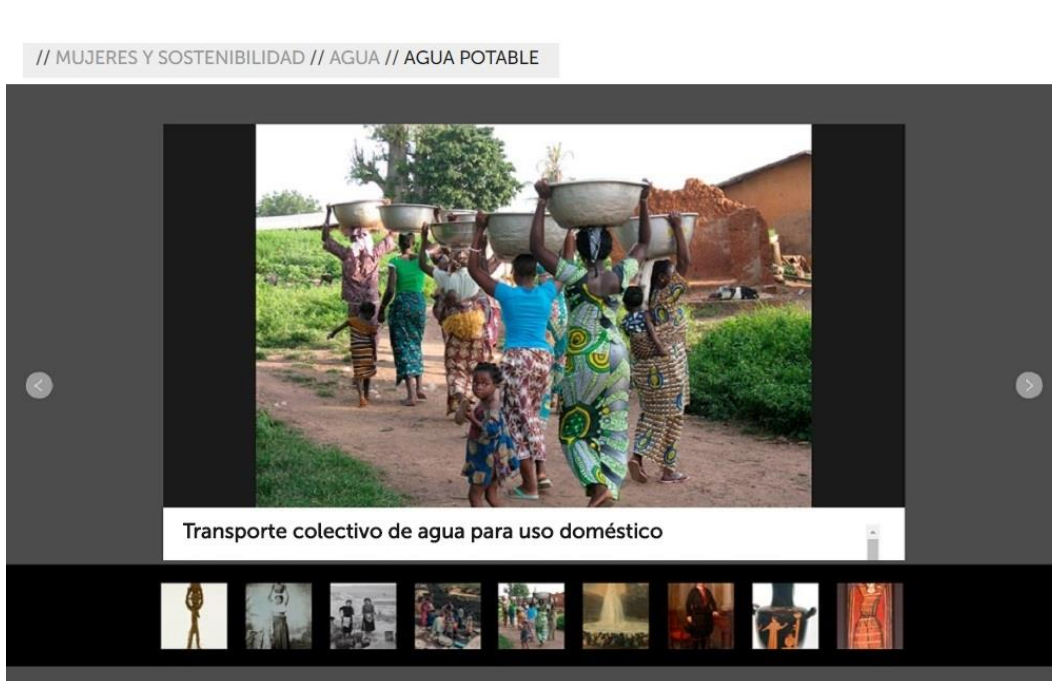 // MUJERES Y SOSTENIBILIDAD // AGUA // AGUA POTABLE
Transporte colectivo de agua para uso doméstico